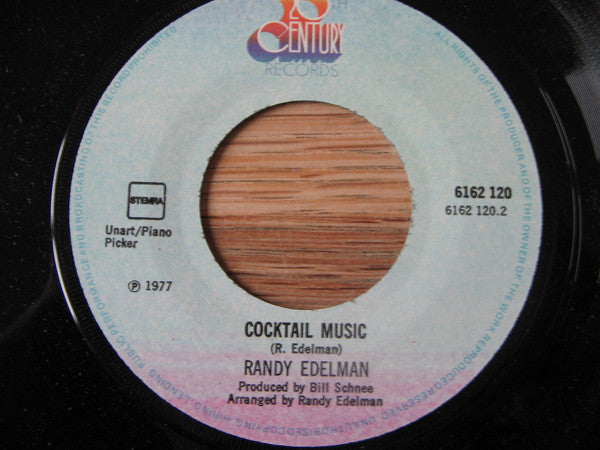 20TH
CENTURY
RECORDS
ALL RIGHTS OF THE PRODUCER AND OF THE OWNER OF THE WORK REPRODUCED RESERVED. UNAUTHORISED COPYING, HIRING, LENDING, PUBLIC PERFORMANCE AND BROADCASTING OF THIS RECORD PROHIBITED
STEMRA
Unart/Piano
Picker
℗ 1977
6162 120
6162 120.2
COCKTAIL MUSIC
(R. Edelman)
RANDY EDELMAN
Produced by Bill Schnee
Arranged by Randy Edelman